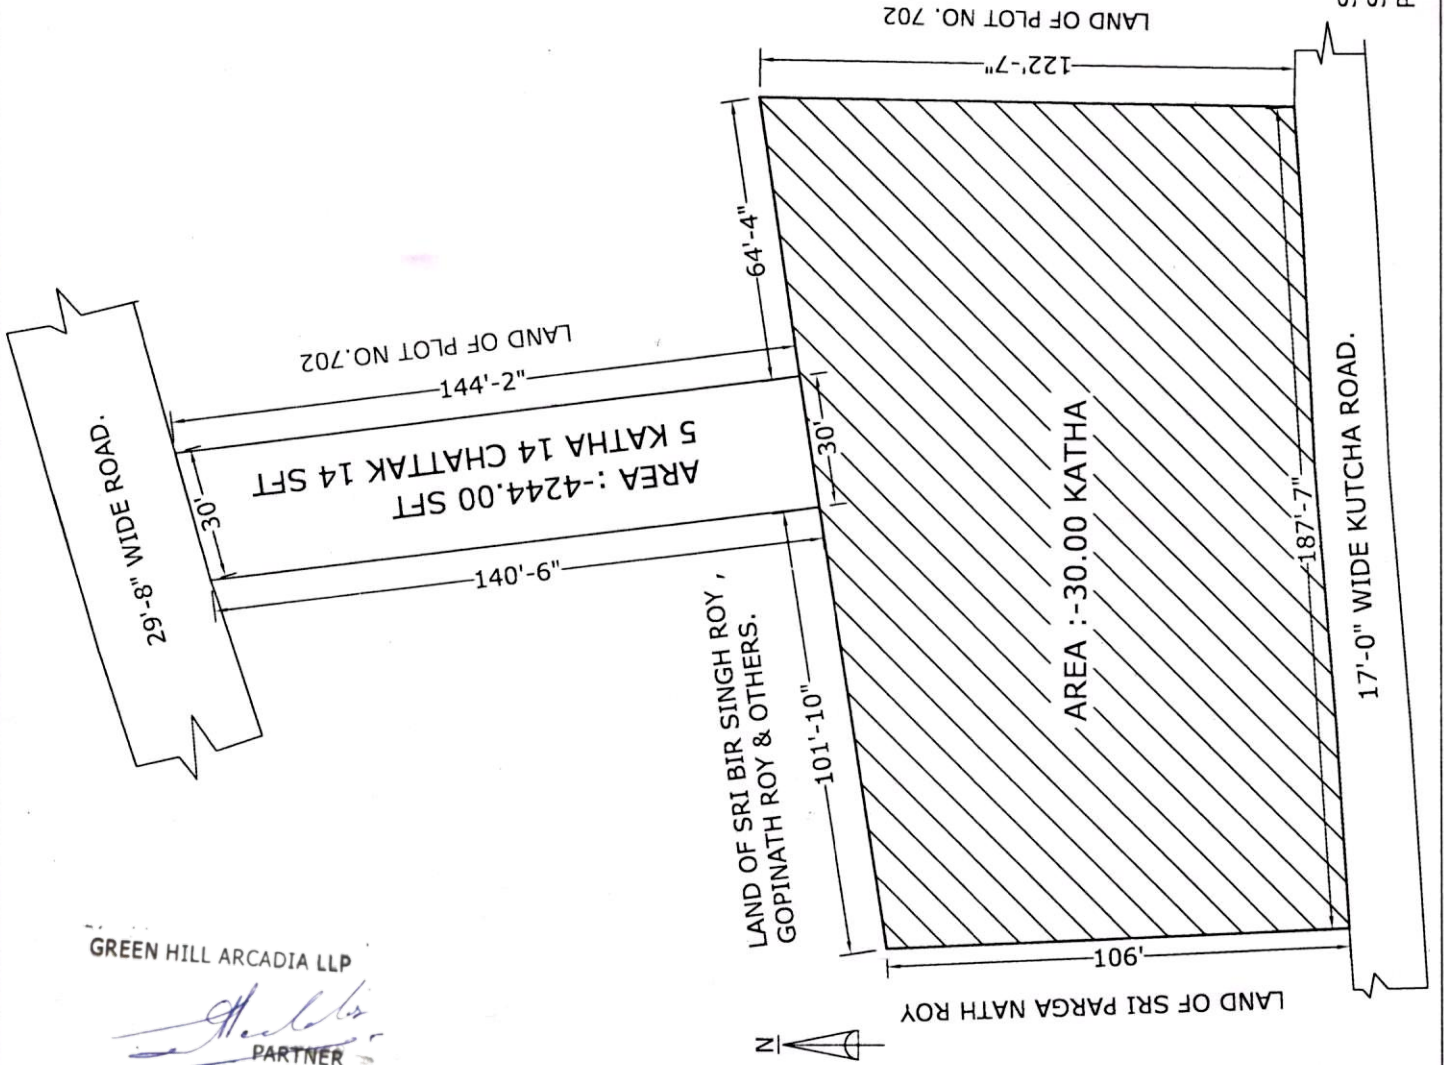 LAND OF PLOT NO. 702
122'-7"
64'-4"
29'-8" WIDE ROAD.
LAND OF PLOT NO.702
144'-2"
30'
AREA :-4244.00 SFT
5 KATHA 14 CHATTAK 14 SFT
30'
140'-6"
LAND OF SRI BIR SINGH ROY ,
GOPINATH ROY & OTHERS.
101'-10"
AREA :-30.00 KATHA
187'-7"
17'-0" WIDE KUTCHA ROAD.
106'
LAND OF SRI PARGA NATH ROY
N
GREEN HILL ARCADIA LLP
PARTNER